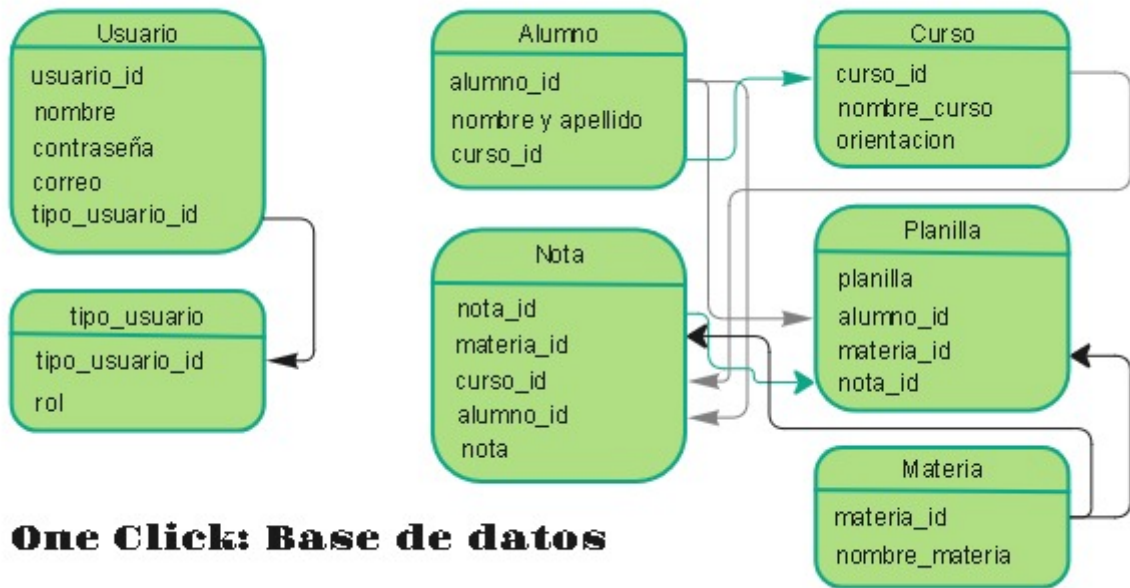 Usuario
usuario_id
nombre
contraseña
correo
tipo_usuario_id
tipo_usuario
tipo_usuario_id
rol
Alumno
alumno_id
nombre y apellido
curso_id
Nota
nota_id
materia_id
curso_id
alumno_id
nota
Curso
curso_id
nombre_curso
orientacion
Planilla
planilla
alumno_id
materia_id
nota_id
Materia
materia_id
nombre_materia
One Click: Base de datos